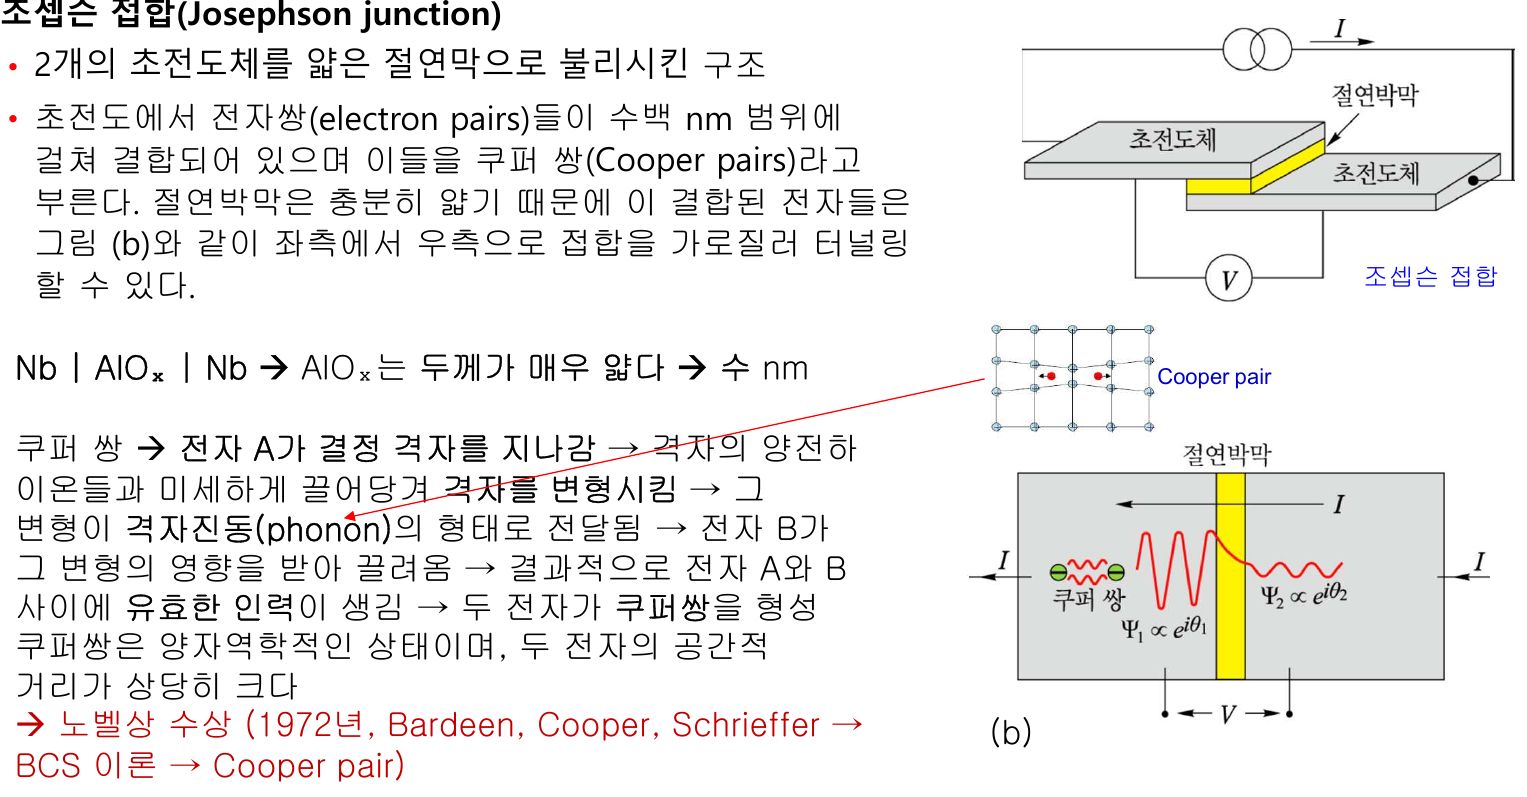 조셉슨 접합(Josephson junction)
• 2개의 초전도체를 얇은 절연막으로 불리시킨 구조
• 초전도에서 전자쌍(electron pairs)들이 수백 nm 범위에
걸쳐 결합되어 있으며 이들을 쿠퍼 쌍(Cooper pairs)라고
부른다. 절연박막은 충분히 얇기 때문에 이 결합된 전자들은
그림 (b)와 같이 좌측에서 우측으로 접합을 가로질러 터널링
할 수 있다.
Nb | AlOₓ | Nb → AlOₓ는 두께가 매우 얇다 → 수 nm
쿠퍼 쌍 → 전자 A가 결정 격자를 지나감 → 격자의 양전하
이온들과 미세하게 끌어당겨 격자를 변형시킴 → 그
변형이 격자진동(phonon)의 형태로 전달됨 → 전자 B가
그 변형의 영향을 받아 끌려옴 → 결과적으로 전자 A와 B
사이에 유효한 인력이 생김 → 두 전자가 쿠퍼쌍을 형성
쿠퍼쌍은 양자역학적인 상태이며, 두 전자의 공간적
거리가 상당히 크다
→ 노벨상 수상 (1972년, Bardeen, Cooper, Schrieffer →
BCS 이론 → Cooper pair)
I
절연박막
초전도체
초전도체
V
조셉슨 접합
Cooper pair
절연박막
I
I
I
쿠퍼 쌍
Ψ₁ ∝ e^{iθ₁}
Ψ₂ ∝ e^{iθ₂}
V
(b)